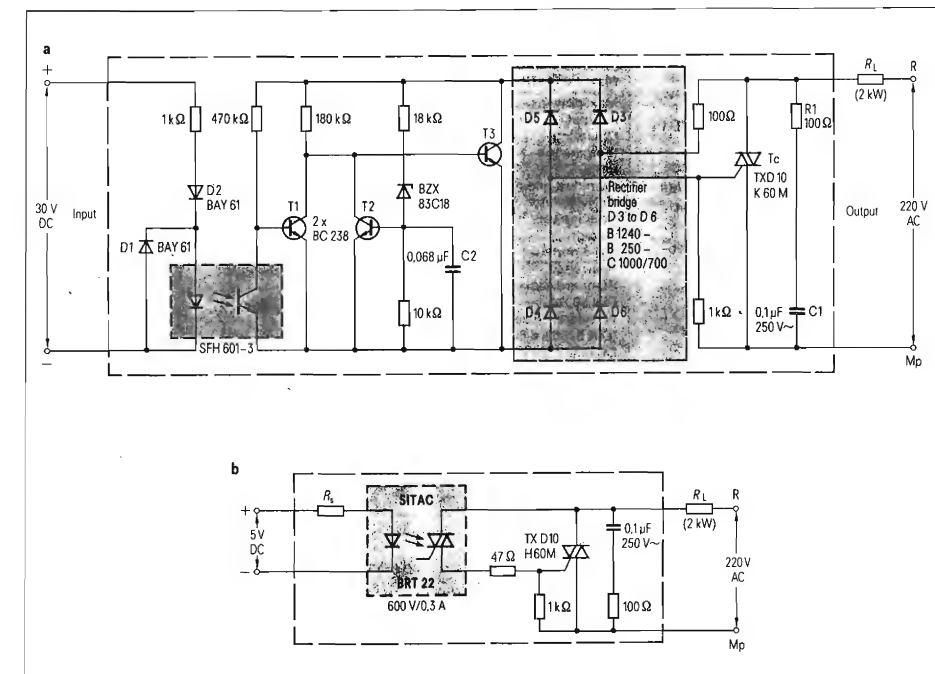 a
+
30 V
DC
Input
–
1 kΩ
470 kΩ
180 kΩ
18 kΩ
D2
BAY 61
D1
BAY 61
SFH 601-3
T1
2 x
BC 238
T2
T3
BZX
83C18
0,068 µF
C2
10 kΩ
D5
D3
Rectifier
bridge
D 3 to D 6
B 1240 –
B 250 –
C 1000/700
D4
D6
100 Ω
1 kΩ
Tc
TXD 10
K 60 M
R1
100 Ω
0,1 µF
250 V~
C1
RL
(2 kW)
R
Output
220 V
AC
Mp
b
+
5 V
DC
–
Rs
SITAC
BRT 22
600 V/0,3 A
47 Ω
TX D10
H60M
1 kΩ
0,1 µF
250 V~
100 Ω
RL
(2 kW)
R
220 V
AC
Mp